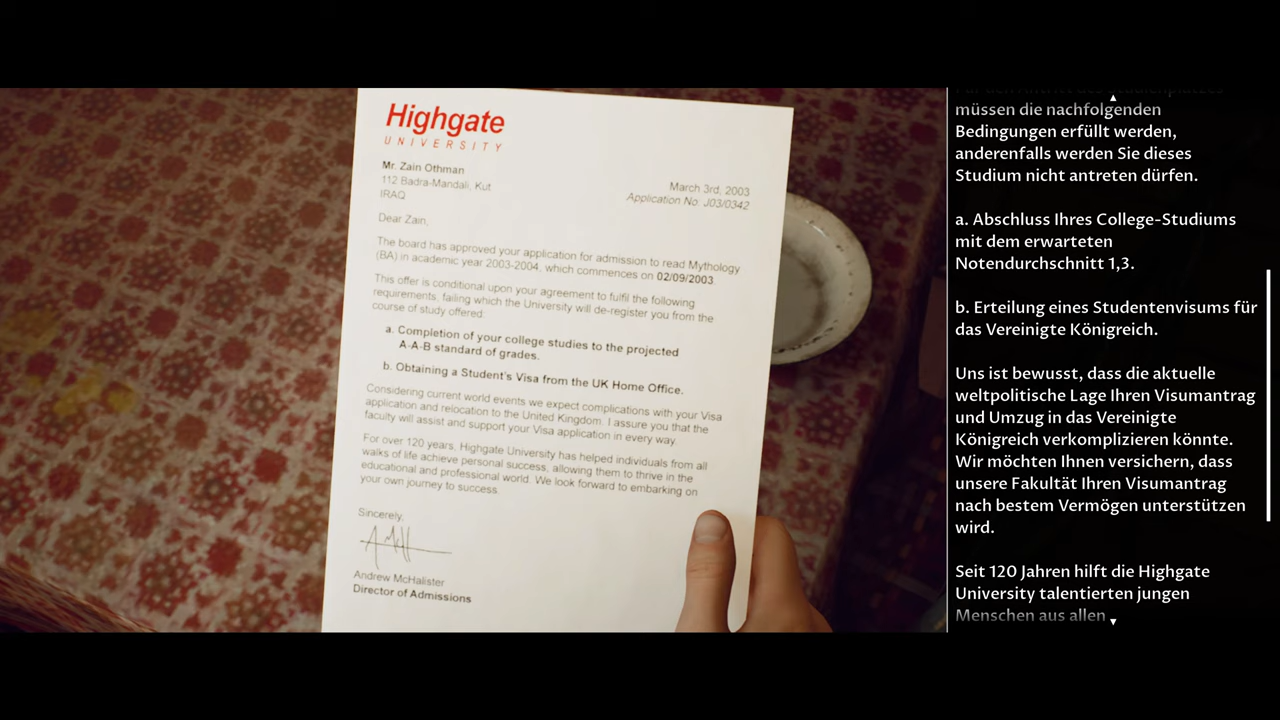 Highgate
UNIVERSITY
Mr. Zain Othman
112 Badra-Mandali, Kut
IRAQ
March 3rd, 2003
Application No. J03/0342
Dear Zain,
The board has approved your application for admission to read Mythology
(BA) in academic year 2003-2004, which commences on 02/09/2003.
This offer is conditional upon your agreement to fulfil the following
requirements, failing which the University will de-register you from the
course of study offered:
a. Completion of your college studies to the projected
A-A-B standard of grades.
b. Obtaining a Student's Visa from the UK Home Office.
Considering current world events we expect complications with your Visa
application and relocation to the United Kingdom. I assure you that the
faculty will assist and support your Visa application in every way.
For over 120 years, Highgate University has helped individuals from all
walks of life achieve personal success, allowing them to thrive in the
educational and professional world. We look forward to embarking on
your own journey to success.
Sincerely,
Andrew McHalister
Director of Admissions
müssen die nachfolgenden
Bedingungen erfüllt werden,
anderenfalls werden Sie dieses
Studium nicht antreten dürfen.
a. Abschluss Ihres College-Studiums
mit dem erwarteten
Notendurchschnitt 1,3.
b. Erteilung eines Studentenvisums für
das Vereinigte Königreich.
Uns ist bewusst, dass die aktuelle
weltpolitische Lage Ihren Visumantrag
und Umzug in das Vereinigte
Königreich verkomplizieren könnte.
Wir möchten Ihnen versichern, dass
unsere Fakultät Ihren Visumantrag
nach bestem Vermögen unterstützen
wird.
Seit 120 Jahren hilft die Highgate
University talentierten jungen
Menschen aus allen